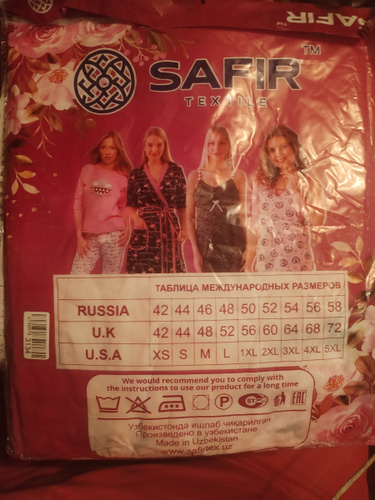 SAFIR
SAFIR
TM
TEXTILE
ТАБЛИЦА МЕЖДУНАРОДНЫХ РАЗМЕРОВ
RUSSIA 42 44 46 48 50 52 54 56 58
U.K 42 44 48 52 56 60 64 68 72
U.S.A XS S M L 1XL 2XL 3XL 4XL 5XL
We would recommend you to comply with
the instructions to use our product for a long time
EAC
Узбекистонда ишлаб чиқарилган
Произведено в узбекистане
Made in Uzbekistan
www.safirtex.uz